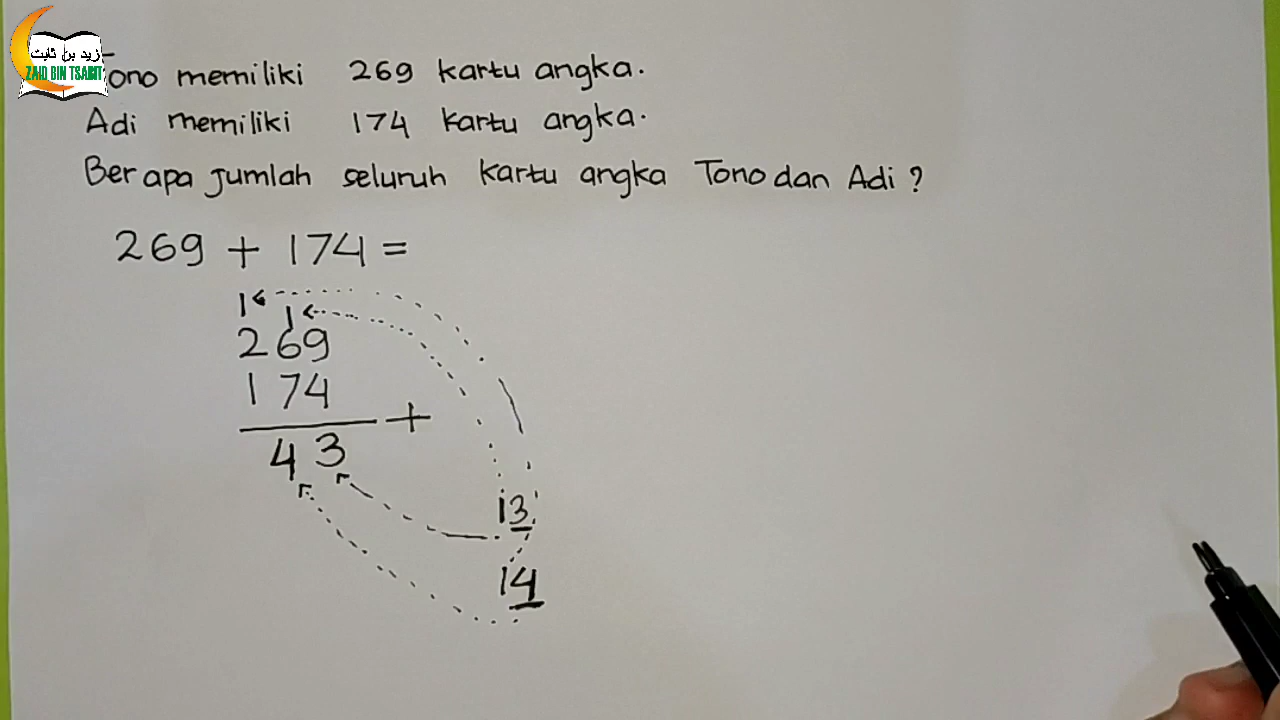 زيد بن ثابت
ZAID BIN TSABIT
Tono memiliki 269 kartu angka.
Adi memiliki 174 kartu angka.
Berapa jumlah seluruh kartu angka Tono dan Adi ?
269 + 174 =
1
1
269
174
+
43
13
14